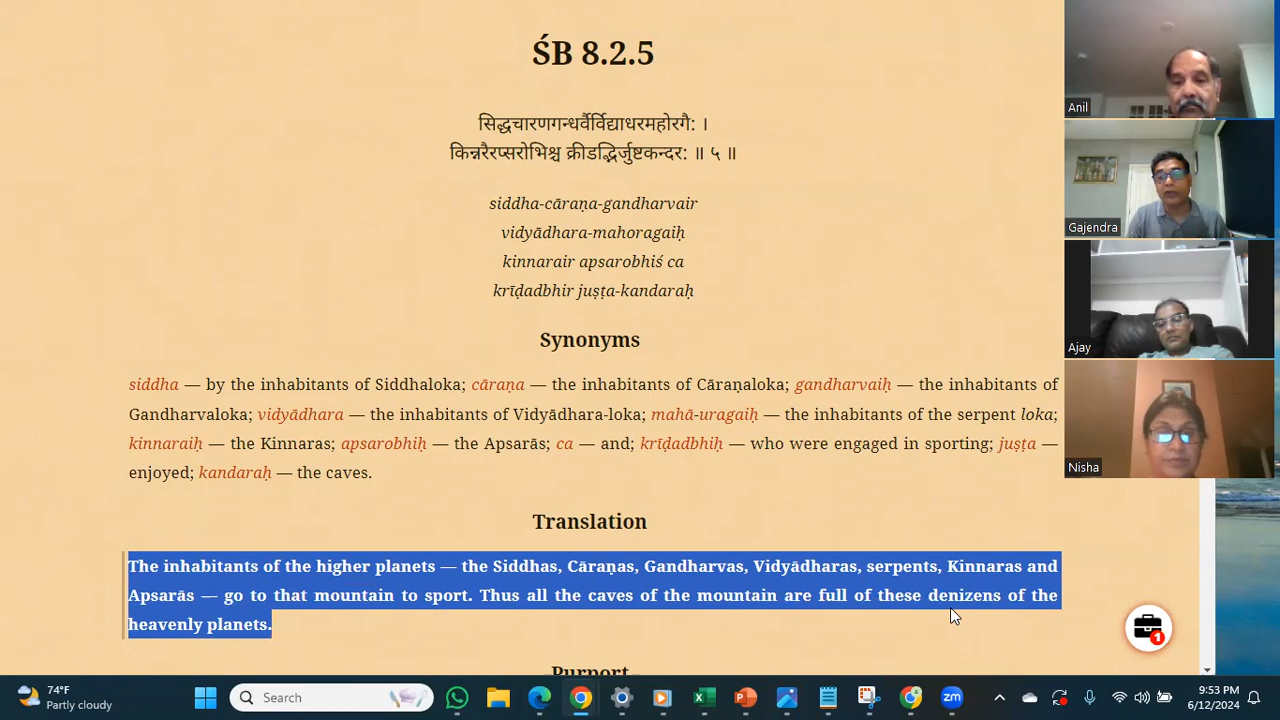 ŚB 8.2.5
सिद्धचारणगन्धर्वैर्विद्याधरमहोरगै: ।
किन्नरैरप्सरोभिश्च क्रीडद्भिर्जुष्टकन्दर: ॥ ५ ॥
siddha-cāraṇa-gandharvair
vidyādhara-mahoragaiḥ
kinnarair apsarobhiś ca
krīḍadbhir juṣṭa-kandaraḥ
Synonyms
siddha — by the inhabitants of Siddhaloka; cāraṇa — the inhabitants of Cāraṇaloka; gandharvaiḥ — the inhabitants of
Gandharvaloka; vidyādhara — the inhabitants of Vidyādhara-loka; mahā-uragaiḥ — the inhabitants of the serpent loka;
kinnaraiḥ — the Kinnaras; apsarobhiḥ — the Apsarās; ca — and; krīḍadbhiḥ — who were engaged in sporting; juṣṭa —
enjoyed; kandaraḥ — the caves.
Translation
The inhabitants of the higher planets — the Siddhas, Cāraṇas, Gandharvas, Vidyādharas, serpents, Kinnaras and
Apsarās — go to that mountain to sport. Thus all the caves of the mountain are full of these denizens of the
heavenly planets.
Purport
Anil
Gajendra
Ajay
Nisha
1
74°F
Partly cloudy
Search
zm
9:53 PM
6/12/2024